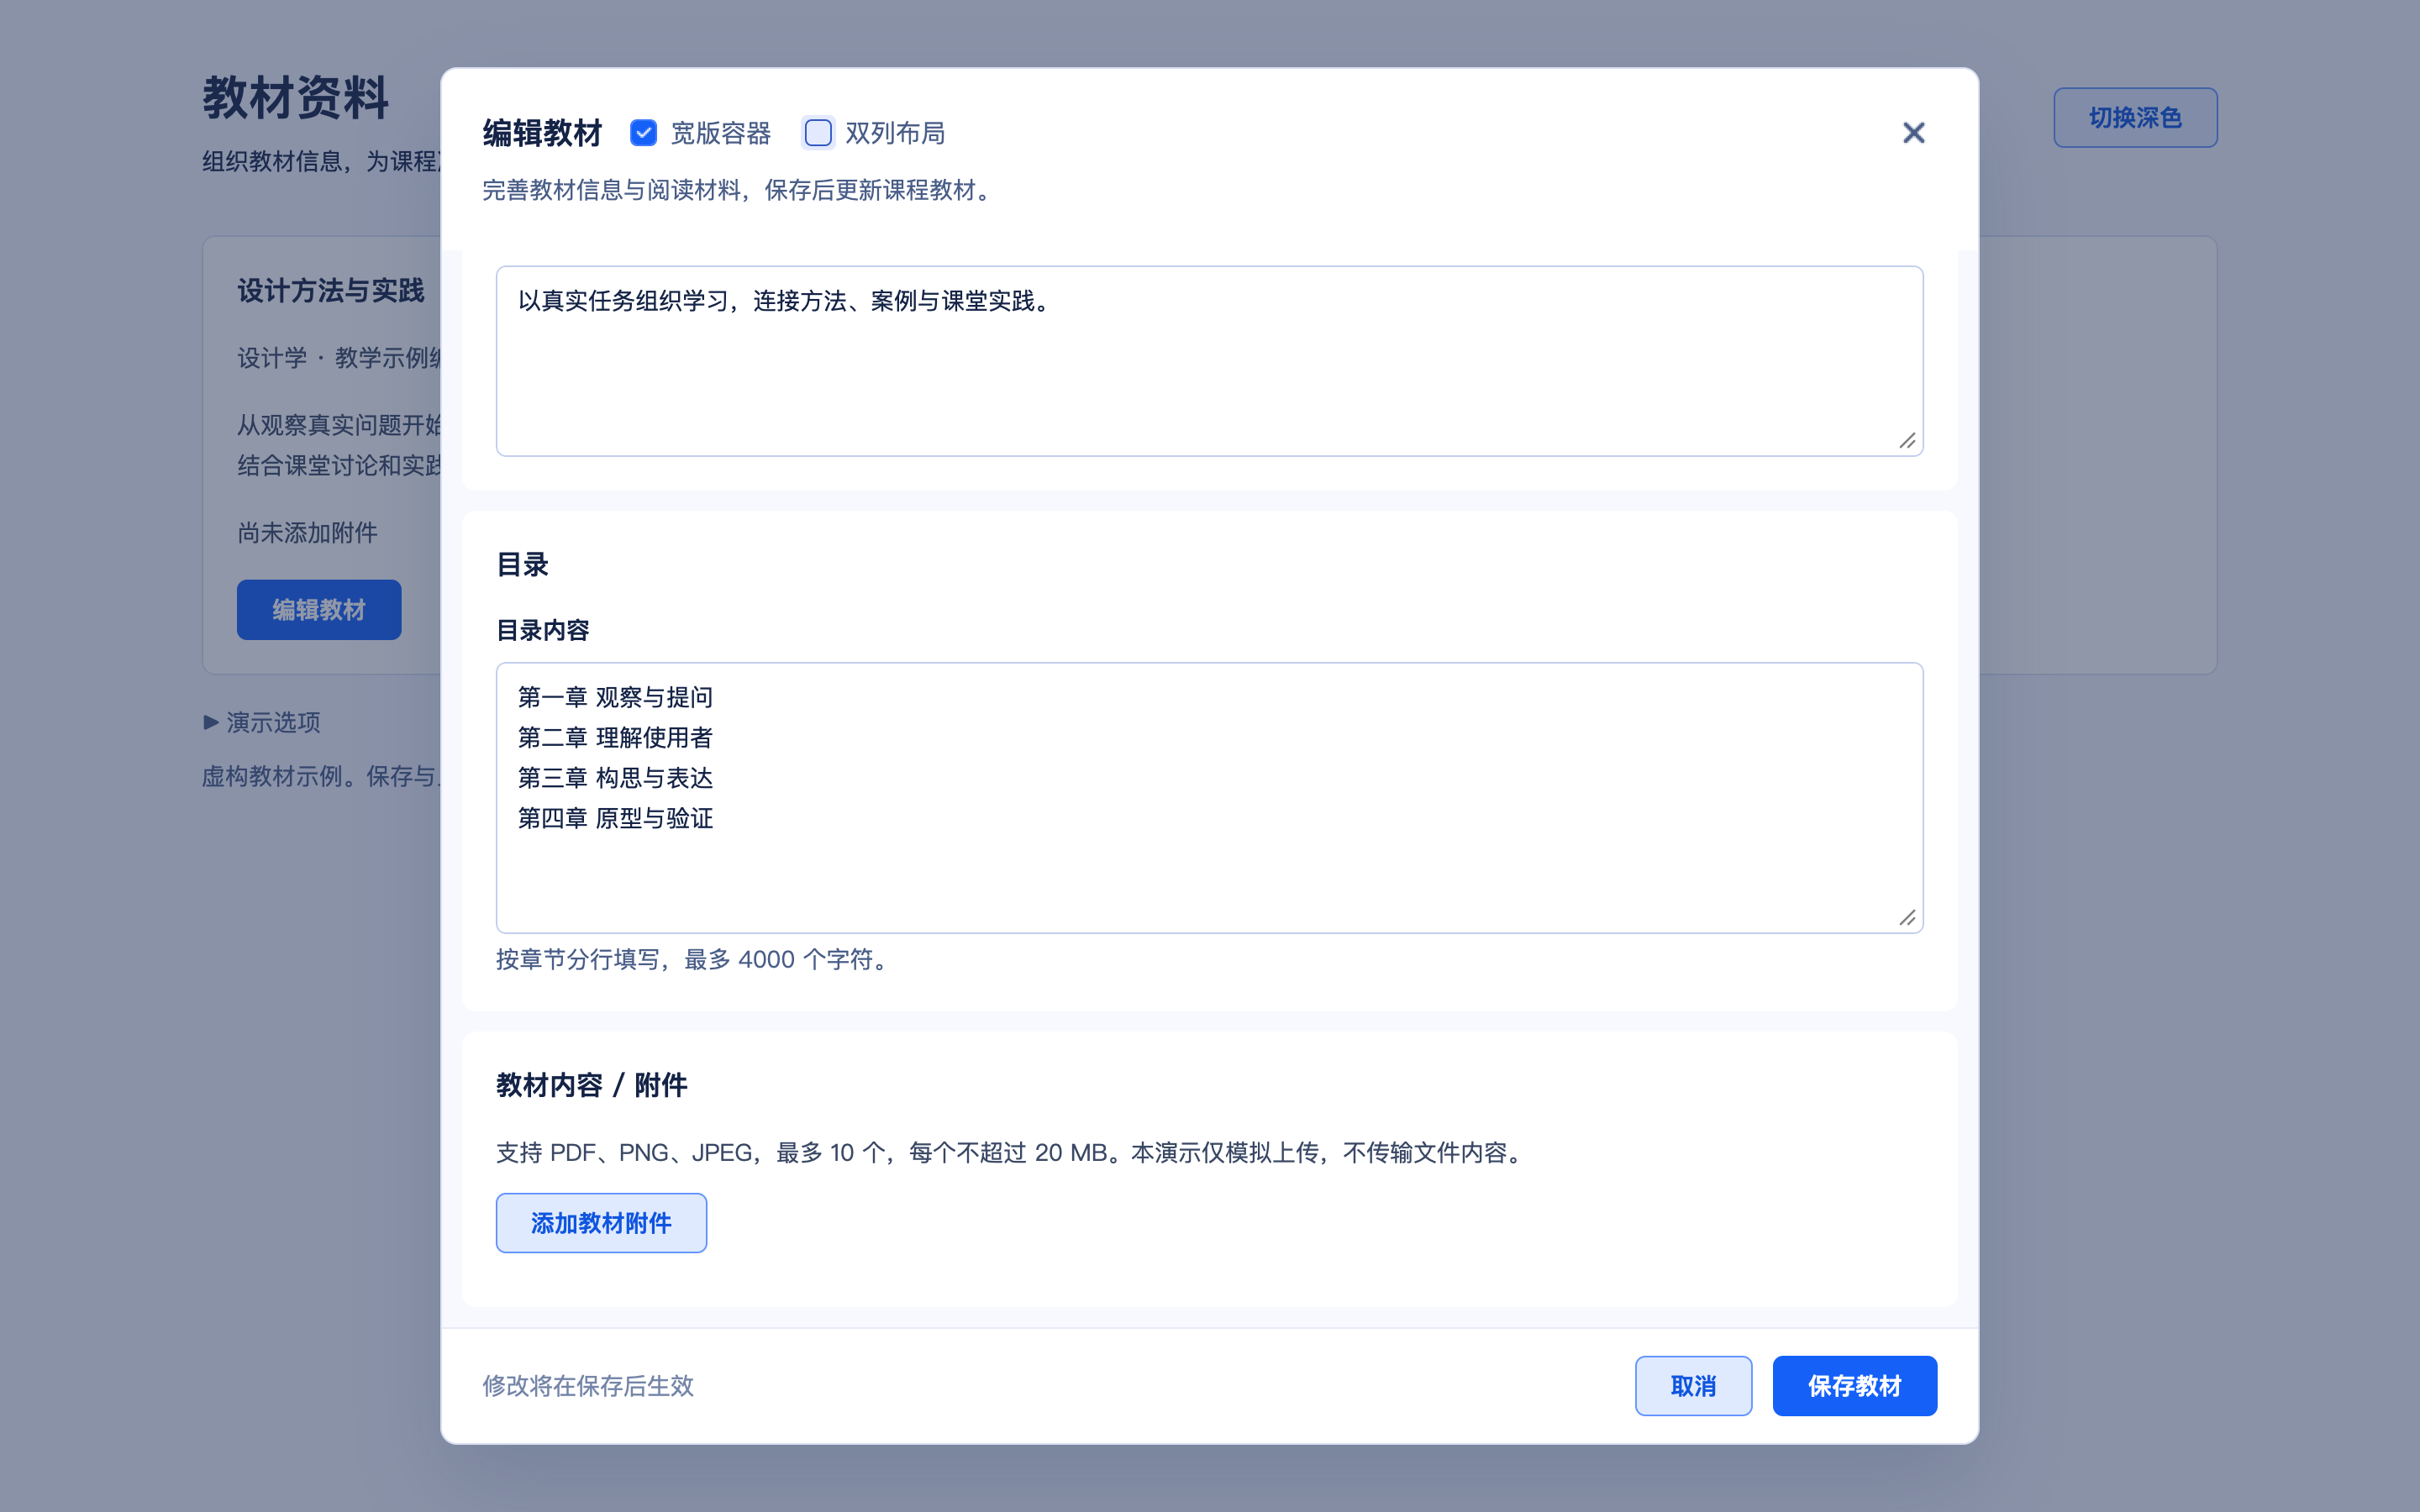 教材资料
组织教材信息，为课程
切换深色
设计方法与实践
设计学 · 教学示例
从观察真实问题开始
结合课堂讨论和实践
尚未添加附件
编辑教材
演示选项
虚构教材示例。保存与
编辑教材
宽版容器
双列布局
完善教材信息与阅读材料，保存后更新课程教材。
以真实任务组织学习，连接方法、案例与课堂实践。
目录
目录内容
第一章 观察与提问
第二章 理解使用者
第三章 构思与表达
第四章 原型与验证
按章节分行填写，最多 4000 个字符。
教材内容 / 附件
支持 PDF、PNG、JPEG，最多 10 个，每个不超过 20 MB。本演示仅模拟上传，不传输文件内容。
添加教材附件
修改将在保存后生效
取消
保存教材